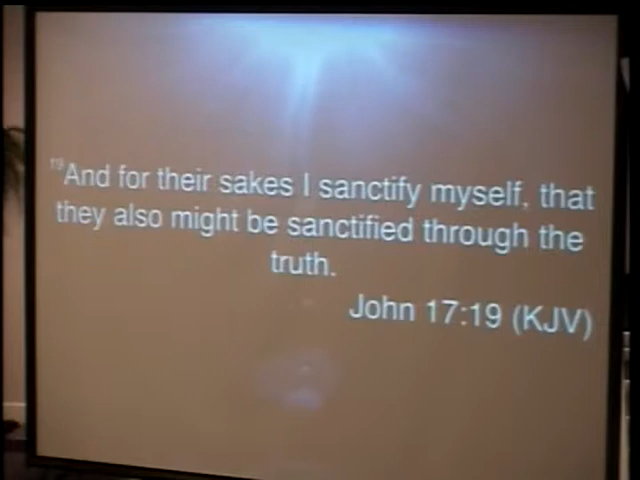 19And for their sakes I sanctify myself, that
they also might be sanctified through the
truth.
John 17:19 (KJV)